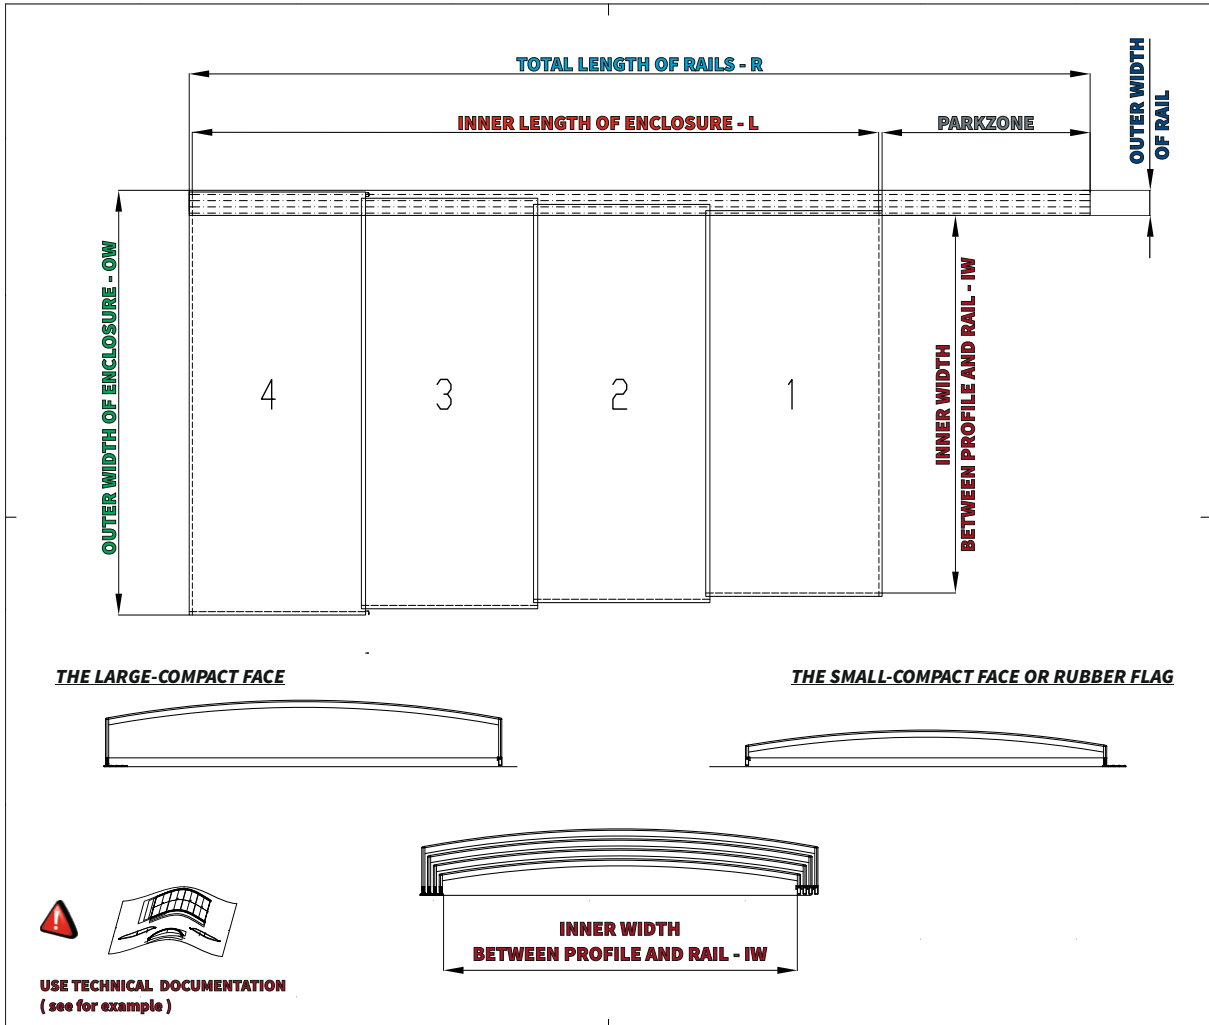 TOTAL LENGTH OF RAILS - R
INNER LENGTH OF ENCLOSURE - L
PARKZONE
OUTER WIDTH
OF RAIL
OUTER WIDTH OF ENCLOSURE - OW
4
3
2
1
INNER WIDTH
BETWEEN PROFILE AND RAIL - IW
THE LARGE-COMPACT FACE
THE SMALL-COMPACT FACE OR RUBBER FLAG
INNER WIDTH
BETWEEN PROFILE AND RAIL - IW
!
USE TECHNICAL DOCUMENTATION
( see for example )